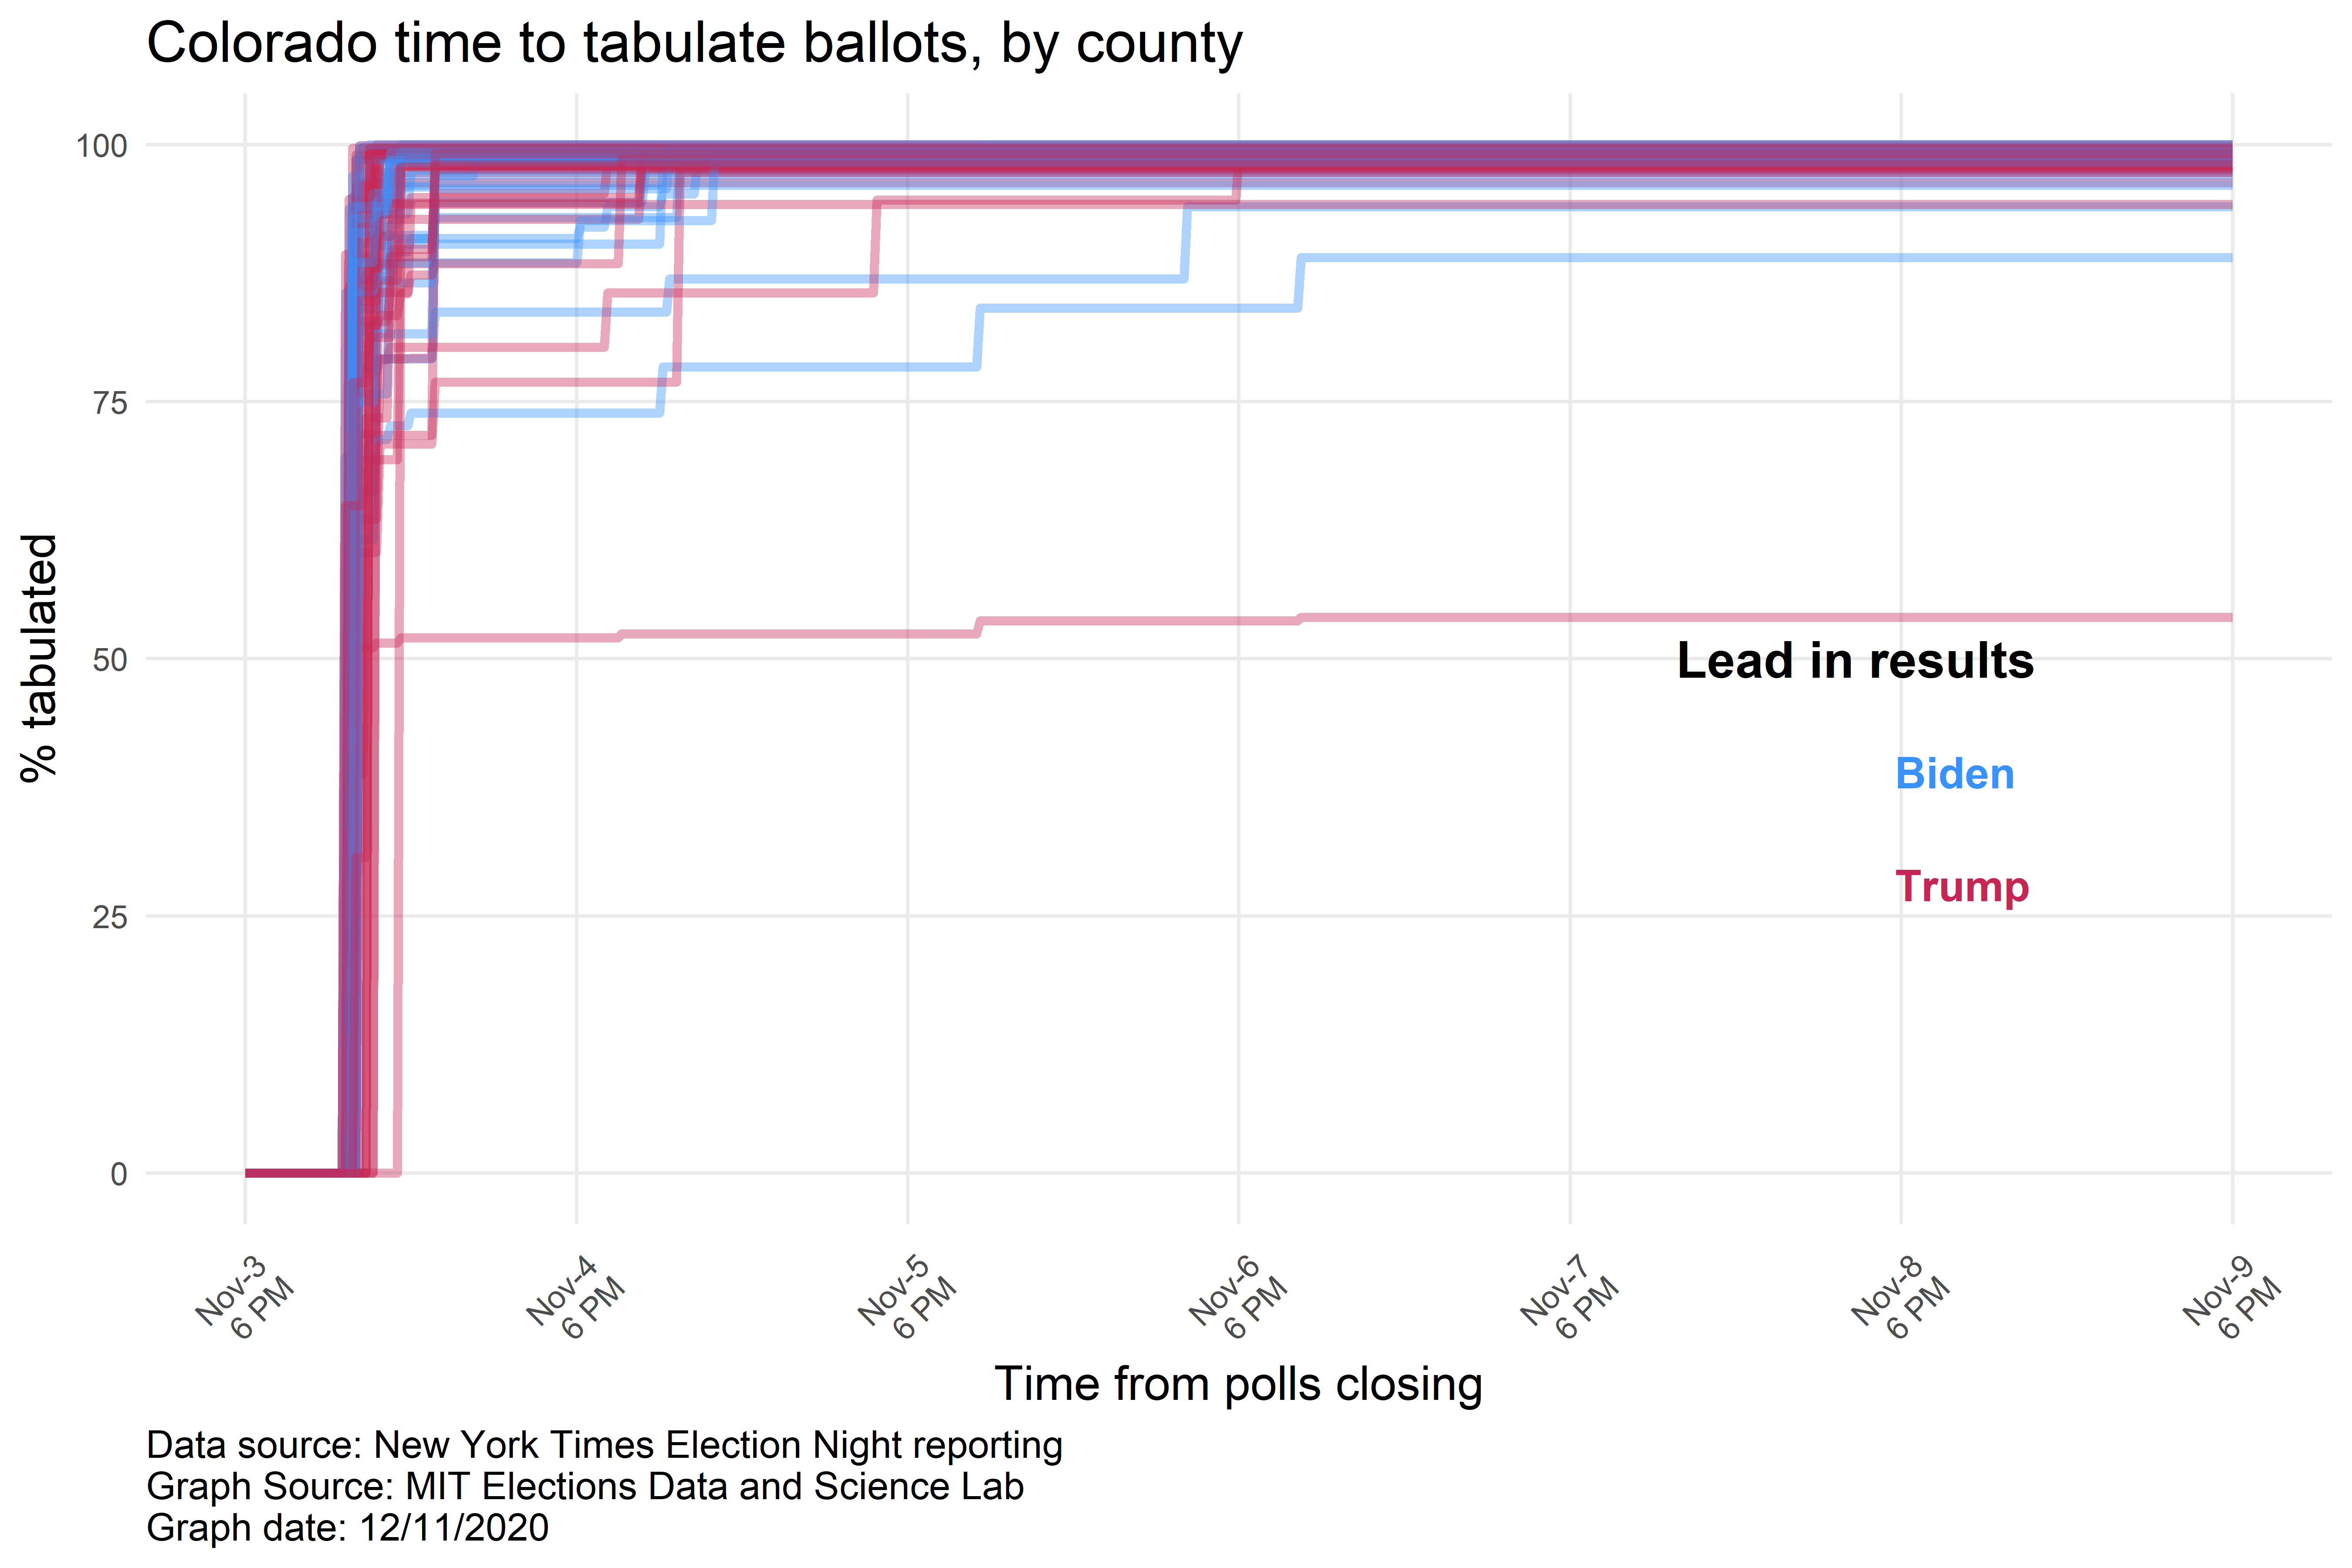 Colorado time to tabulate ballots, by county
100
75
50
25
0
% tabulated
Lead in results
Biden
Trump
Nov-3
6 PM
Nov-4
6 PM
Nov-5
6 PM
Nov-6
6 PM
Nov-7
6 PM
Nov-8
6 PM
Nov-9
6 PM
Time from polls closing
Data source: New York Times Election Night reporting
Graph Source: MIT Elections Data and Science Lab
Graph date: 12/11/2020